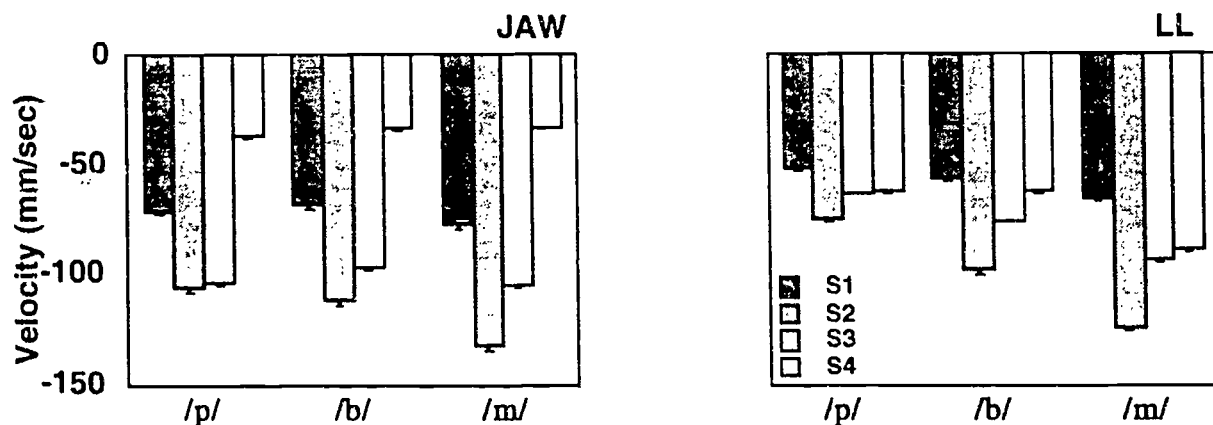 JAW
LL
Velocity (mm/sec)
0
-50
-100
-150
/p/
/b/
/m/
S1
S2
S3
S4
/p/
/b/
/m/